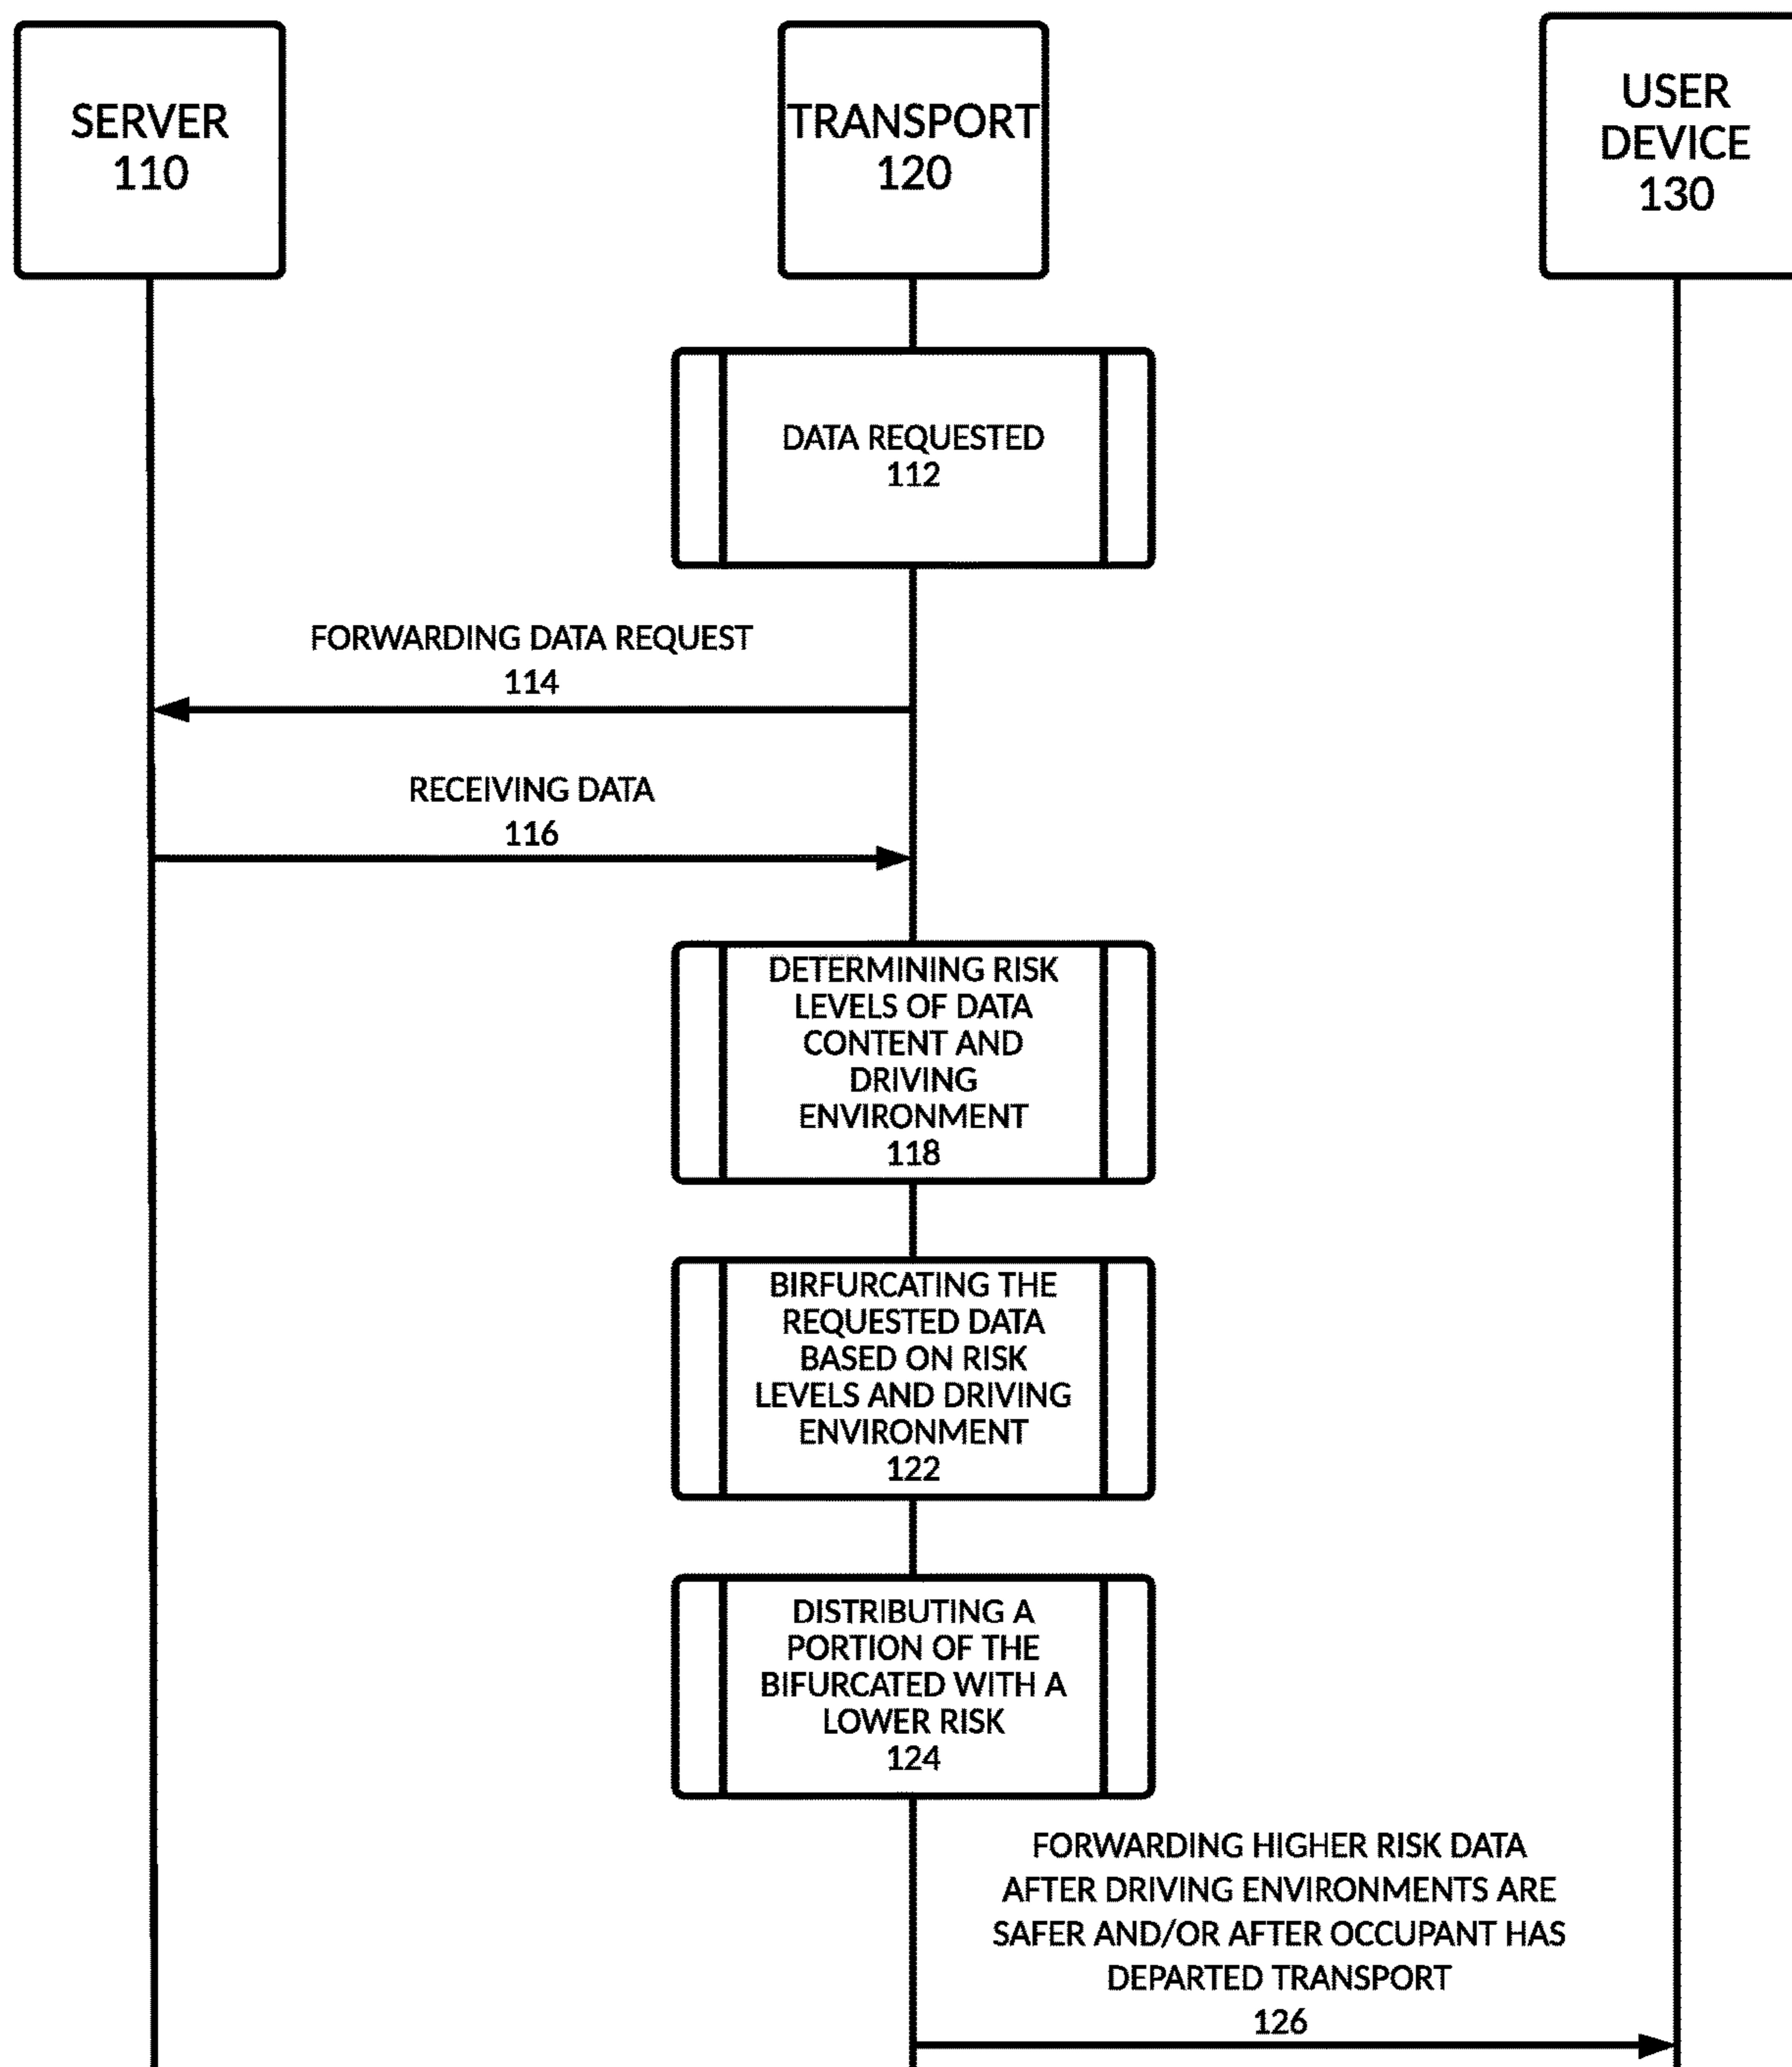 SERVER
110
TRANSPORT
120
USER
DEVICE
130
DATA REQUESTED
112
FORWARDING DATA REQUEST
114
RECEIVING DATA
116
DETERMINING RISK
LEVELS OF DATA
CONTENT AND
DRIVING
ENVIRONMENT
118
BIRFURCATING THE
REQUESTED DATA
BASED ON RISK
LEVELS AND DRIVING
ENVIRONMENT
122
DISTRIBUTING A
PORTION OF THE
BIFURCATED WITH A
LOWER RISK
124
FORWARDING HIGHER RISK DATA
AFTER DRIVING ENVIRONMENTS ARE
SAFER AND/OR AFTER OCCUPANT HAS
DEPARTED TRANSPORT
126